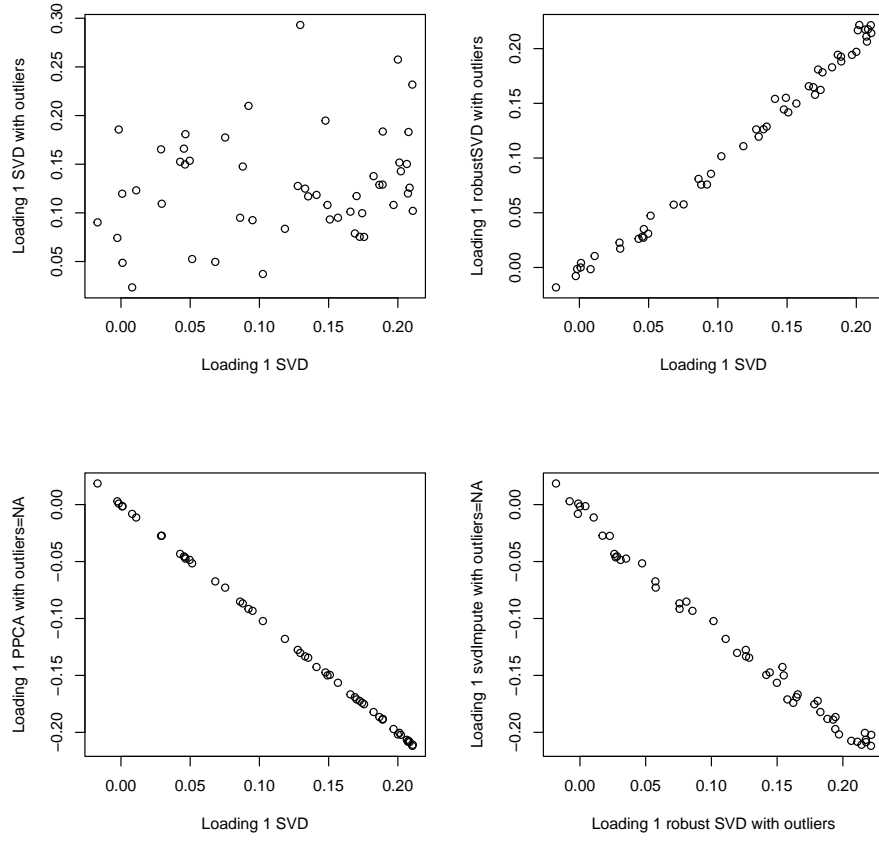 0.00 0.05 0.10 0.15 0.20
0.05 0.10 0.15 0.20 0.25 0.30
Loading 1 SVD
Loading 1 SVD with outliers
0.00 0.05 0.10 0.15 0.20
0.00 0.05 0.10 0.15 0.20
Loading 1 SVD
Loading 1 robustSVD with outliers
0.00 0.05 0.10 0.15 0.20
−0.20 −0.15 −0.10 −0.05 0.00
Loading 1 SVD
Loading 1 PPCA with outliers=NA
0.00 0.05 0.10 0.15 0.20
−0.20 −0.15 −0.10 −0.05 0.00
Loading 1 robust SVD with outliers
Loading 1 svdImpute with outliers=NA